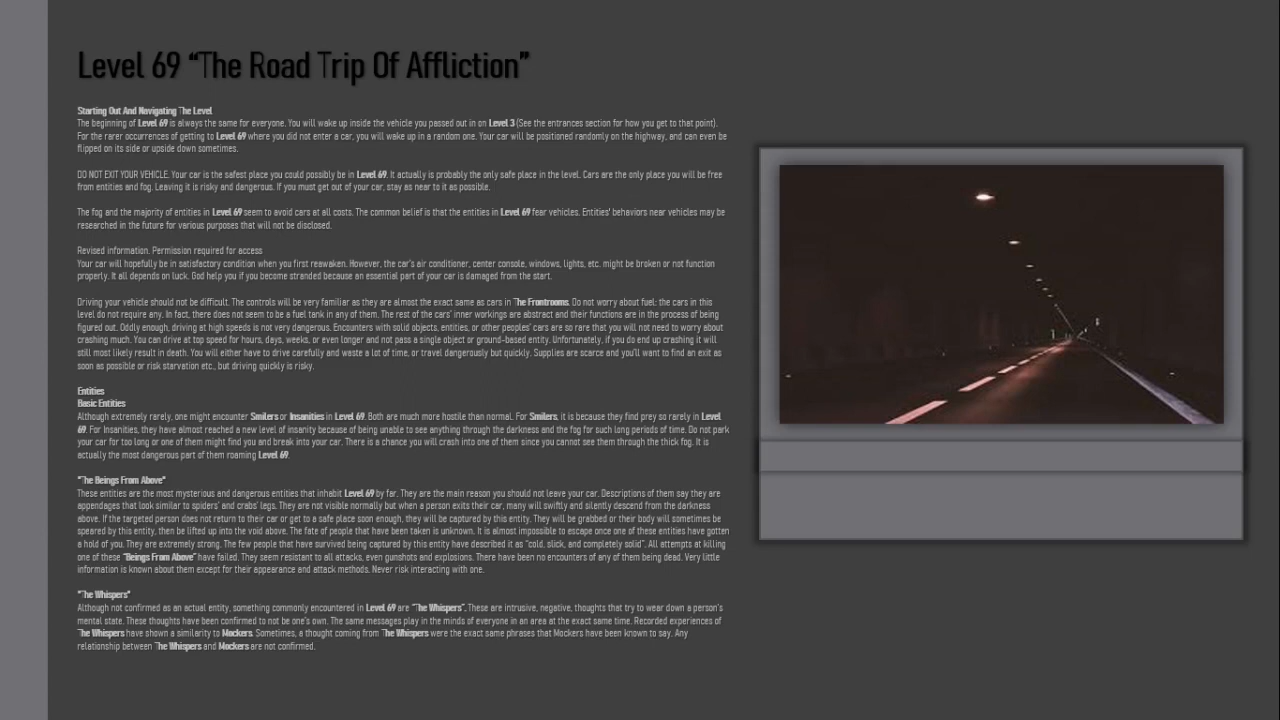 Level 69 “The Road Trip Of Affliction”
Starting Out And Navigating The Level
The beginning of Level 69 is always the same for everyone. You will wake up inside the vehicle you passed out in on Level 3 (See the entrances section for how you get to that point).
For the rarer occurrences of getting to Level 69 where you did not enter a car, you will wake up in a random one. Your car will be positioned randomly on the highway, and can even be
flipped on its side or upside down sometimes.
DO NOT EXIT YOUR VEHICLE. Your car is the safest place you could possibly be in Level 69. It actually is probably the only safe place in the level. Cars are the only place you will be free
from entities and fog. Leaving it is risky and dangerous. If you must get out of your car, stay as near to it as possible.
The fog and the majority of entities in Level 69 seem to avoid cars at all costs. The common belief is that the entities in Level 69 fear vehicles. Entities' behaviors near vehicles may be
researched in the future for various purposes that will not be disclosed.
Revised information. Permission required for access
Your car will hopefully be in satisfactory condition when you first reawaken. However, the car's air conditioner, center console, windows, lights, etc. might be broken or not function
properly. It all depends on luck. God help you if you become stranded because an essential part of your car is damaged from the start.
Driving your vehicle should not be difficult. The controls will be very familiar as they are almost the exact same as cars in The Frontrooms. Do not worry about fuel: the cars in this
level do not require any. In fact, there does not seem to be a fuel tank in any of them. The rest of the cars' inner workings are abstract and their functions are in the process of being
figured out. Oddly enough, driving at high speeds is not very dangerous. Encounters with solid objects, entities, or other peoples' cars are so rare that you will not need to worry about
crashing much. You can drive at top speed for hours, days, weeks, or even longer and not pass a single object or ground-based entity. Unfortunately, if you do end up crashing it will
still most likely result in death. You will either have to drive carefully and waste a lot of time, or travel dangerously but quickly. Supplies are scarce and you'll want to find an exit as
soon as possible or risk starvation etc., but driving quickly is risky.
Entities
Basic Entities
Although extremely rarely, one might encounter Smilers or Insanities in Level 69. Both are much more hostile than normal. For Smilers, it is because they find prey so rarely in Level
69. For Insanities, they have almost reached a new level of insanity because of being unable to see anything through the darkness and the fog for such long periods of time. Do not park
your car for too long or one of them might find you and break into your car. There is a chance you will crash into one of them since you cannot see them through the thick fog. It is
actually the most dangerous part of them roaming Level 69.
"The Beings From Above"
These entities are the most mysterious and dangerous entities that inhabit Level 69 by far. They are the main reason you should not leave your car. Descriptions of them say they are
appendages that look similar to spiders' and crabs' legs. They are not visible normally but when a person exits their car, many will swiftly and silently descend from the darkness
above. If the targeted person does not return to their car or get to a safe place soon enough, they will be captured by this entity. They will be grabbed or their body will sometimes be
speared by this entity, then be lifted up into the void above. The fate of people that have been taken is unknown. It is almost impossible to escape once one of these entities have gotten
a hold of you. They are extremely strong. The few people that have survived being captured by this entity have described it as "cold, slick, and completely solid". All attempts at killing
one of these "Beings From Above" have failed. They seem resistant to all attacks, even gunshots and explosions. There have been no encounters of any of them being dead. Very little
information is known about them except for their appearance and attack methods. Never risk interacting with one.
"The Whispers"
Although not confirmed as an actual entity, something commonly encountered in Level 69 are "The Whispers". These are intrusive, negative, thoughts that try to wear down a person's
mental state. These thoughts have been confirmed to not be one's own. The same messages play in the minds of everyone in an area at the exact same time. Recorded experiences of
The Whispers have shown a similarity to Mockers. Sometimes, a thought coming from The Whispers were the exact same phrases that Mockers have been known to say. Any
relationship between The Whispers and Mockers are not confirmed.